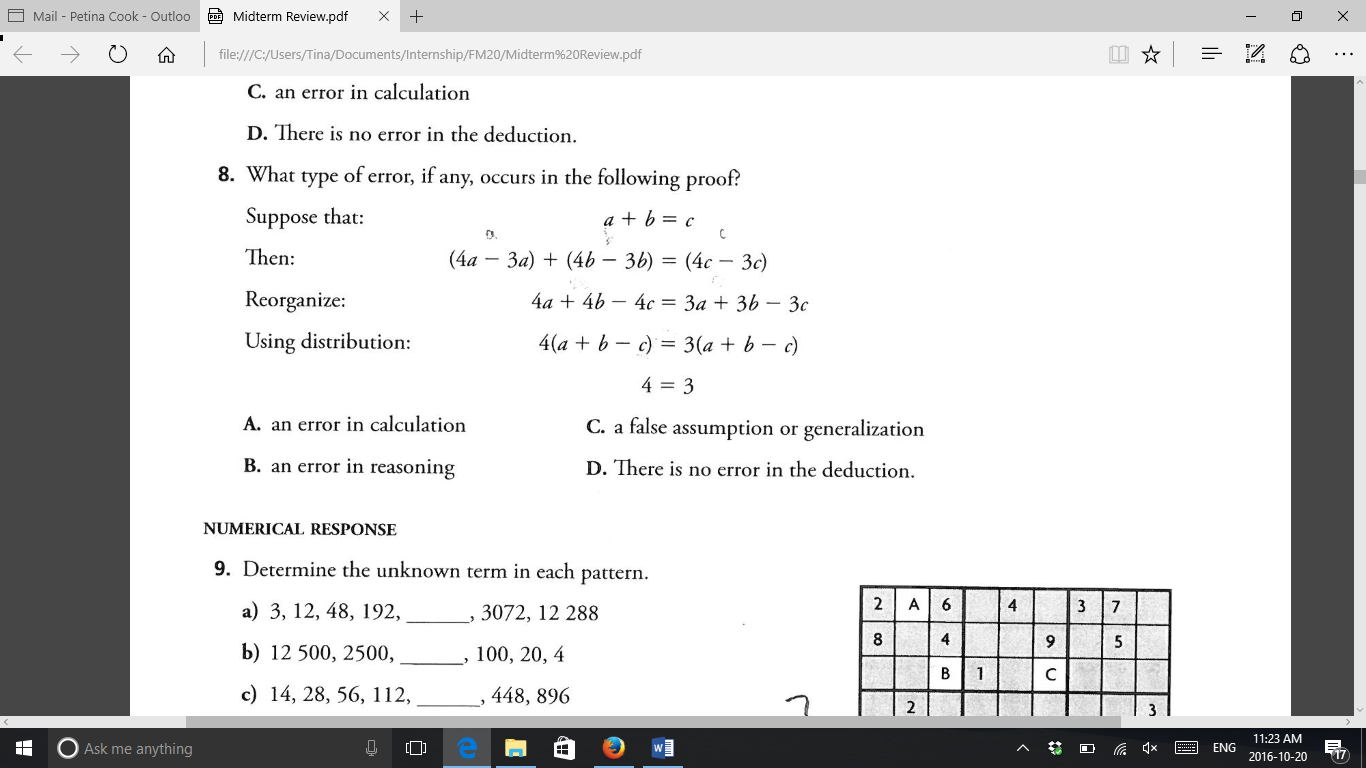 Mail - Petina Cook - Outloo
Midterm Review.pdf
file:///C:/Users/Tina/Documents/Internship/FM20/Midterm%20Review.pdf
C. an error in calculation
D. There is no error in the deduction.
8. What type of error, if any, occurs in the following proof?
Suppose that: a + b = c
Then: (4a − 3a) + (4b − 3b) = (4c − 3c)
Reorganize: 4a + 4b − 4c = 3a + 3b − 3c
Using distribution: 4(a + b − c) = 3(a + b − c)
4 = 3
A. an error in calculation C. a false assumption or generalization
B. an error in reasoning D. There is no error in the deduction.
NUMERICAL RESPONSE
9. Determine the unknown term in each pattern.
a) 3, 12, 48, 192, ______, 3072, 12 288
b) 12 500, 2500, ______, 100, 20, 4
c) 14, 28, 56, 112, ______, 448, 896
2 A 6 4 3 7
8 4 9 5
B 1 C
2 3
Ask me anything
ENG
11:23 AM
2016-10-20
17